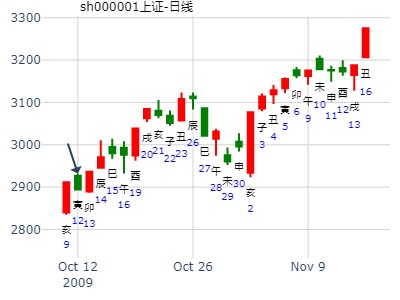 sh000001上证-日线
3300
3200
3100
3000
2900
2800
亥
9
寅
12
卯
13
辰
14
巳
15
午
16
酉
19
戌
20
亥
21
子
22
丑
23
辰
26
巳
27
午
28
未
29
申
30
亥
2
子
3
丑
4
寅
5
卯
6
午
9
未
10
申
11
酉
12
戌
13
丑
16
Oct 12
2009
Oct 26
Nov 9